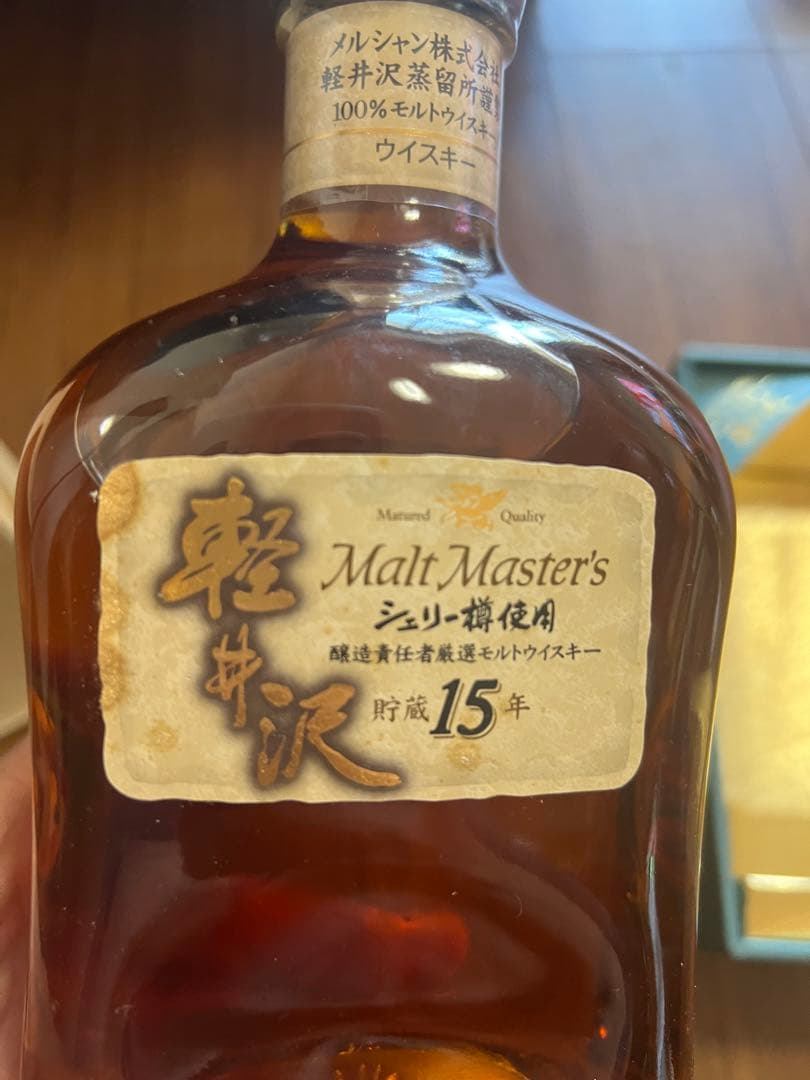 メルシャン株式会社
軽井沢蒸留所謹
100%モルトウイスキー
ウイスキー
軽井沢
Matured Quality
Malt Master's
シェリー樽使用
醸造責任者厳選モルトウイスキー
貯蔵15年